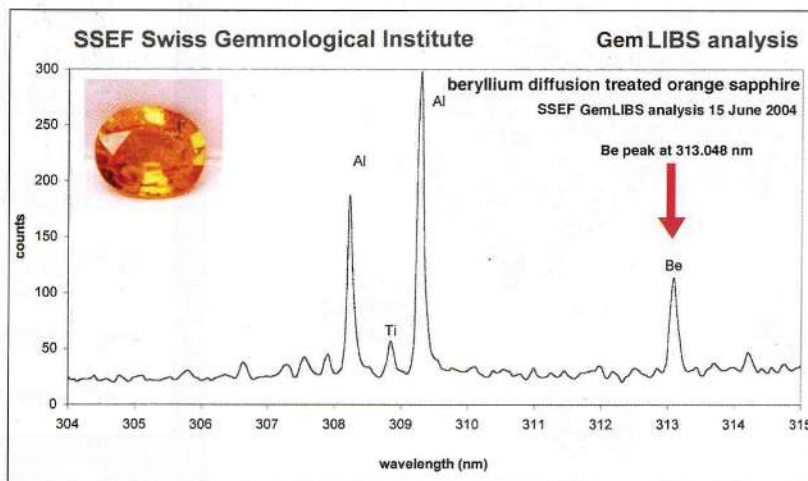 SSEF Swiss Gemmological Institute Gem LIBS analysis
beryllium diffusion treated orange sapphire
SSEF GemLIBS analysis 15 June 2004
Be peak at 313.048 nm
Al
Al
Ti
Be
counts
300
250
200
150
100
50
0
304 305 306 307 308 309 310 311 312 313 314 315
wavelength (nm)